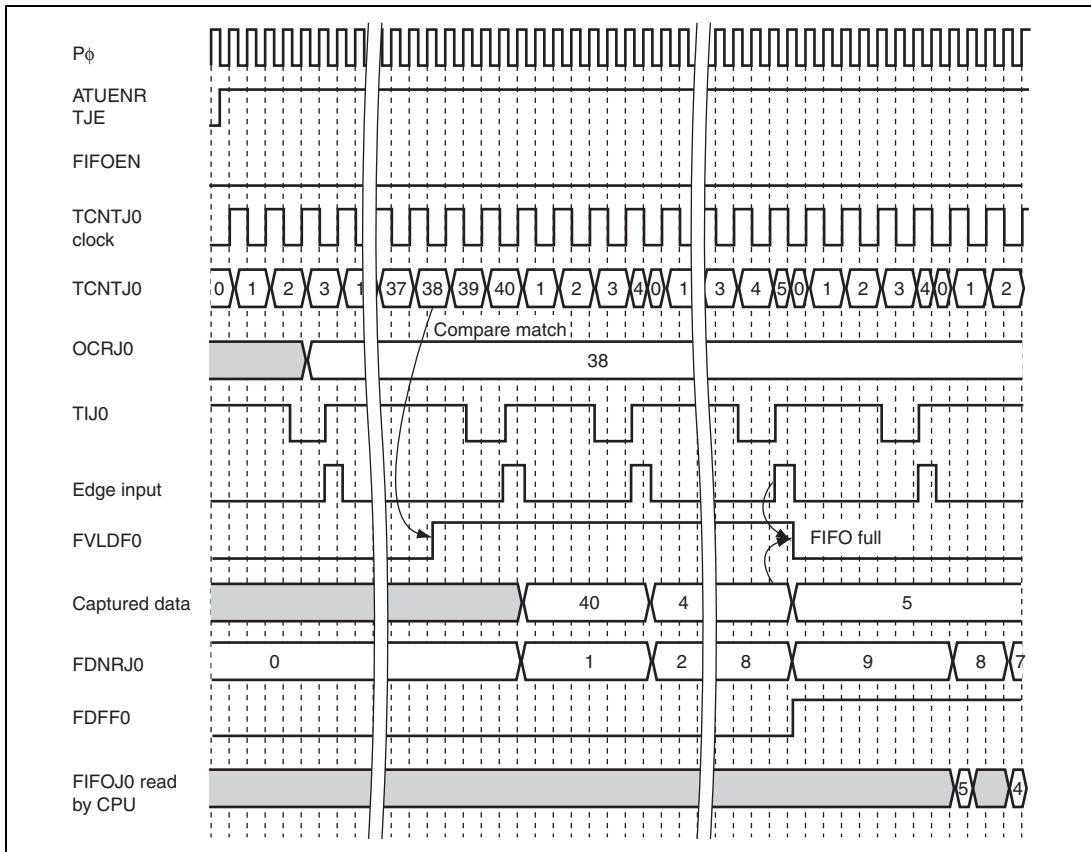 Pφ
ATUENR
TJE
FIFOEN
TCNTJ0
clock
TCNTJ0 0 1 2 3 1 37 38 39 40 1 2 3 4 0 1 3 4 5 0 1 2 3 4 0 1 2
Compare match
OCRJ0 38
TIJ0
Edge input
FVLDF0 FIFO full
Captured data 40 4 5
FDNRJ0 0 1 2 8 9 8 7
FDFF0
FIFOJ0 read
by CPU 5 4